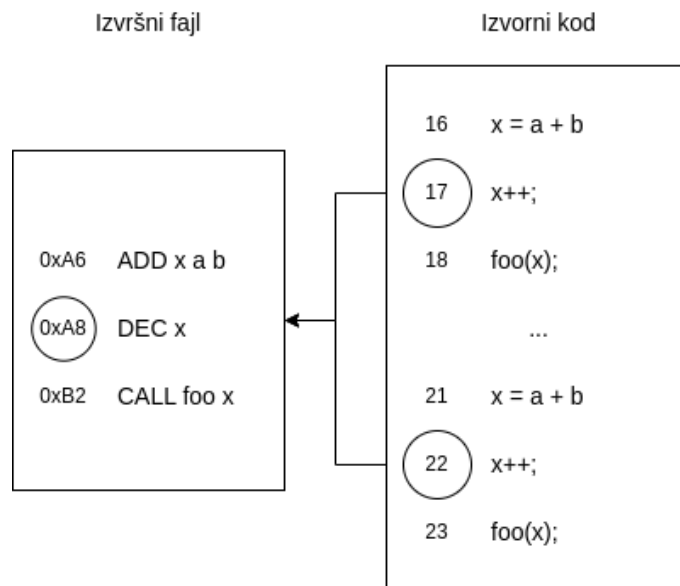 Izvršni fajl
0xA6 ADD x a b
0xA8 DEC x
0xB2 CALL foo x
Izvorni kod
16 x = a + b
17 x++;
18 foo(x);
...
21 x = a + b
22 x++;
23 foo(x);